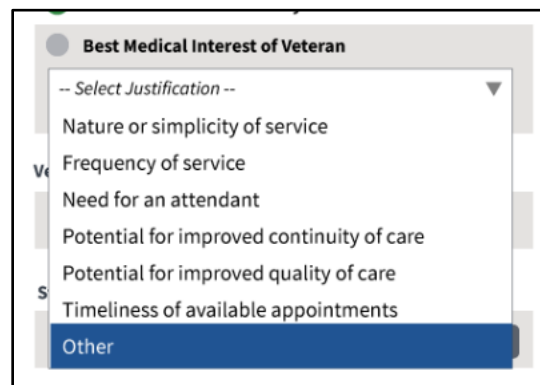 Best Medical Interest of Veteran
-- Select Justification --
Nature or simplicity of service
Frequency of service
Need for an attendant
Potential for improved continuity of care
Potential for improved quality of care
Timeliness of available appointments
Other